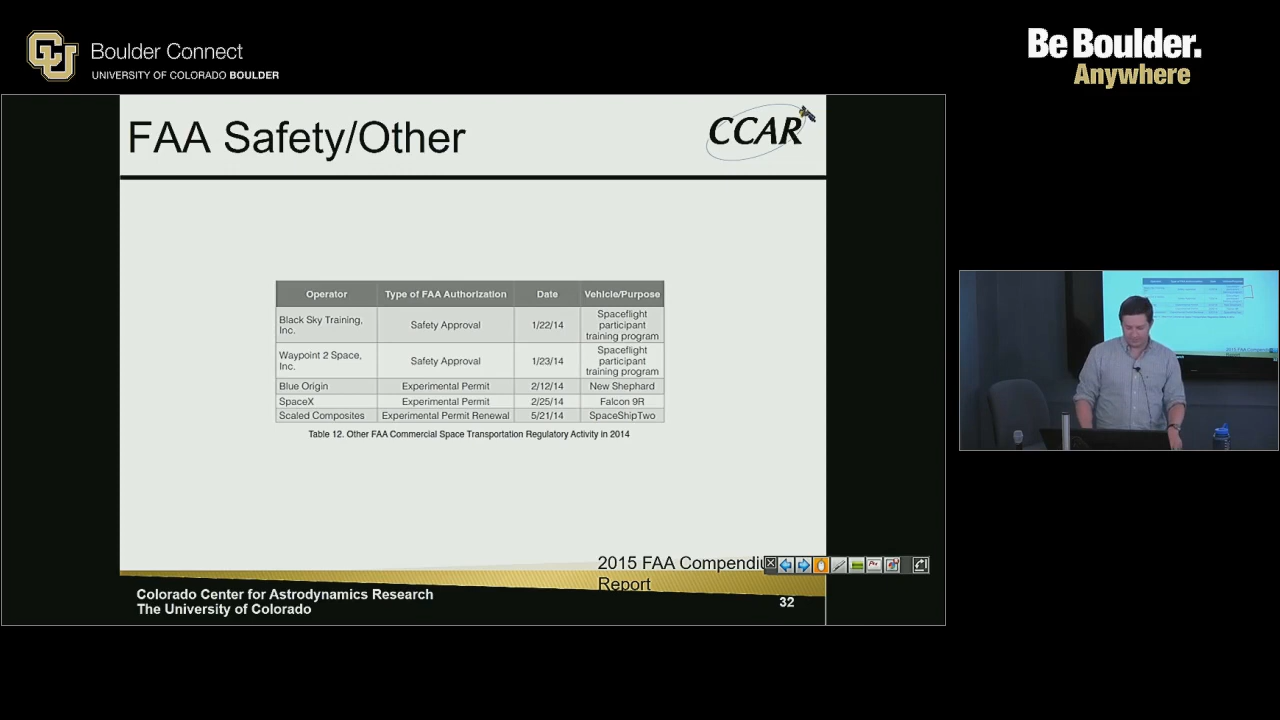 CU
Boulder Connect
UNIVERSITY OF COLORADO BOULDER
Be Boulder.
Anywhere
FAA Safety/Other
CCAR
Operator Type of FAA Authorization Date Vehicle/Purpose
Black Sky Training, Inc. Safety Approval 1/22/14 Spaceflight participant training program
Waypoint 2 Space, Inc. Safety Approval 1/23/14 Spaceflight participant training program
Blue Origin Experimental Permit 2/12/14 New Shephard
SpaceX Experimental Permit 2/25/14 Falcon 9R
Scaled Composites Experimental Permit Renewal 5/21/14 SpaceShipTwo
Table 12. Other FAA Commercial Space Transportation Regulatory Activity in 2014
2015 FAA Compendiu
Report
Colorado Center for Astrodynamics Research
The University of Colorado
32